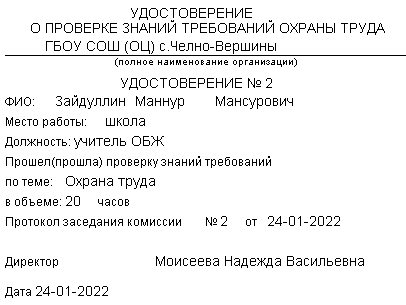 УДОСТОВЕРЕНИЕ
О ПРОВЕРКЕ ЗНАНИЙ ТРЕБОВАНИЙ ОХРАНЫ ТРУДА
ГБОУ СОШ (ОЦ) с.Челно-Вершины
(полное наименование организации)
УДОСТОВЕРЕНИЕ № 2
ФИО: Зайдуллин Маннур Мансурович
Место работы: школа
Должность: учитель ОБЖ
Прошел(прошла) проверку знаний требований
по теме: Охрана труда
в объеме: 20 часов
Протокол заседания комиссии № 2 от 24-01-2022
Директор Моисеева Надежда Васильевна
Дата 24-01-2022